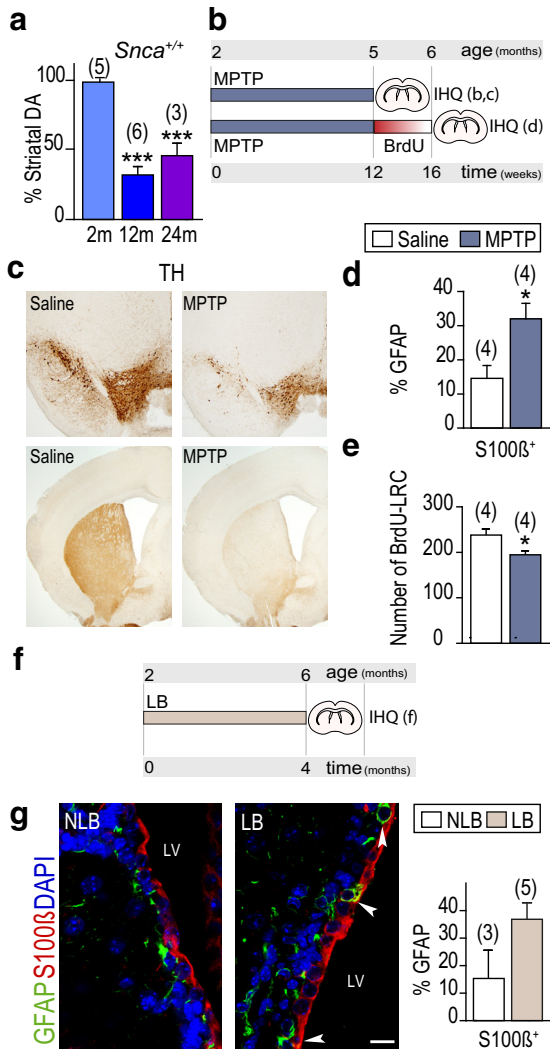 a
Snca+/+
% Striatal DA
100
50
0
(5)
(6)
(3)
***
***
2m 12m 24m
b
2 5 6 age (months)
MPTP
IHQ (b,c)
IHQ (d)
MPTP BrdU
0 12 16 time (weeks)
Saline MPTP
c
TH
Saline MPTP
Saline MPTP
d
% GFAP
40
30
20
10
0
(4)
(4)
*
S100ß+
e
Number of BrdU-LRC
300
200
100
0
(4)
(4)
*
f
2 6 age (months)
LB
IHQ (f)
0 4 time (months)
g
GFAPS100ßDAPI
NLB
LV
LB
LV
NLB LB
% GFAP
50
40
30
20
10
0
(3)
(5)
S100ß+